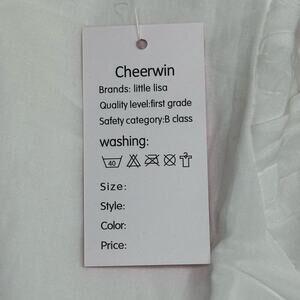 Cheerwin
Brands: little lisa
Quality level:first grade
Safety category:B class
washing:
40
Size:
Style:
Color:
Price: